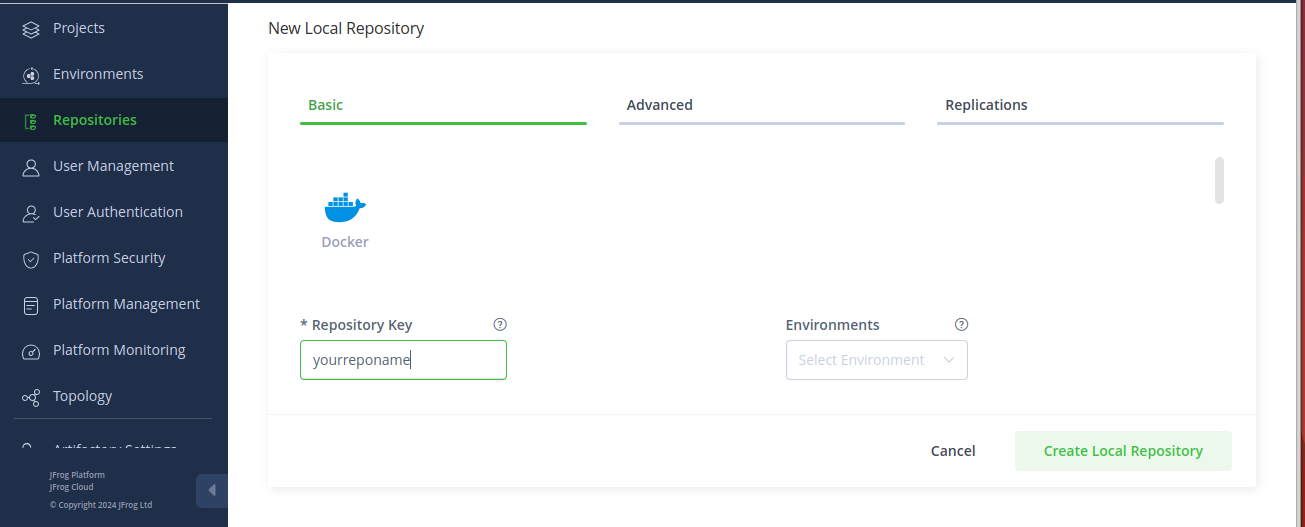 Projects
Environments
Repositories
User Management
User Authentication
Platform Security
Platform Management
Platform Monitoring
Topology
Artifactory Settings
JFrog Platform
JFrog Cloud
© Copyright 2024 JFrog Ltd
New Local Repository
Basic Advanced Replications
Docker
* Repository Key ? Environments ?
yourreponame Select Environment
Cancel Create Local Repository